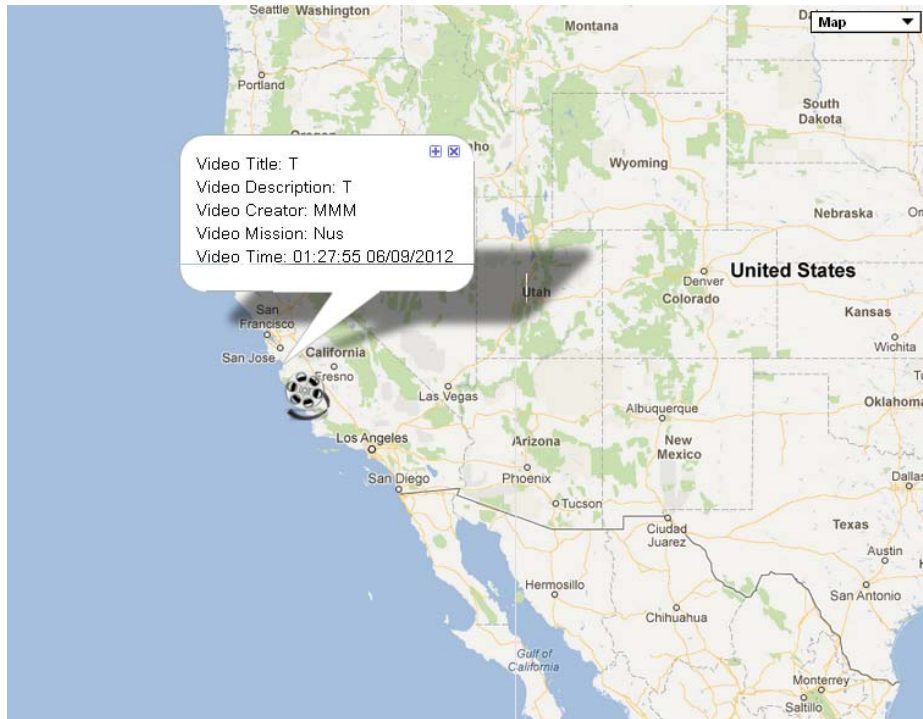 Seattle Washington
Montana
Map
Portland
South
Dakota
Oregon
Wyoming
Video Title: T
Video Description: T
Video Creator: MMM
Video Mission: Nus
Video Time: 01:27:55 06/09/2012
Nebraska
United States
Denver
Utah
Colorado
Kansas
San
Francisco
Wichita
San Jose
California
Fresno
Las Vegas
Oklahoma
Albuquerque
Los Angeles
Arizona
New
Mexico
San Diego
Phoenix
Dallas
Tucson
Ciudad
Juarez
Texas
Austin
Hermosillo
San Antonio
Chihuahua
Gulf of
California
Monterrey
Saltillo